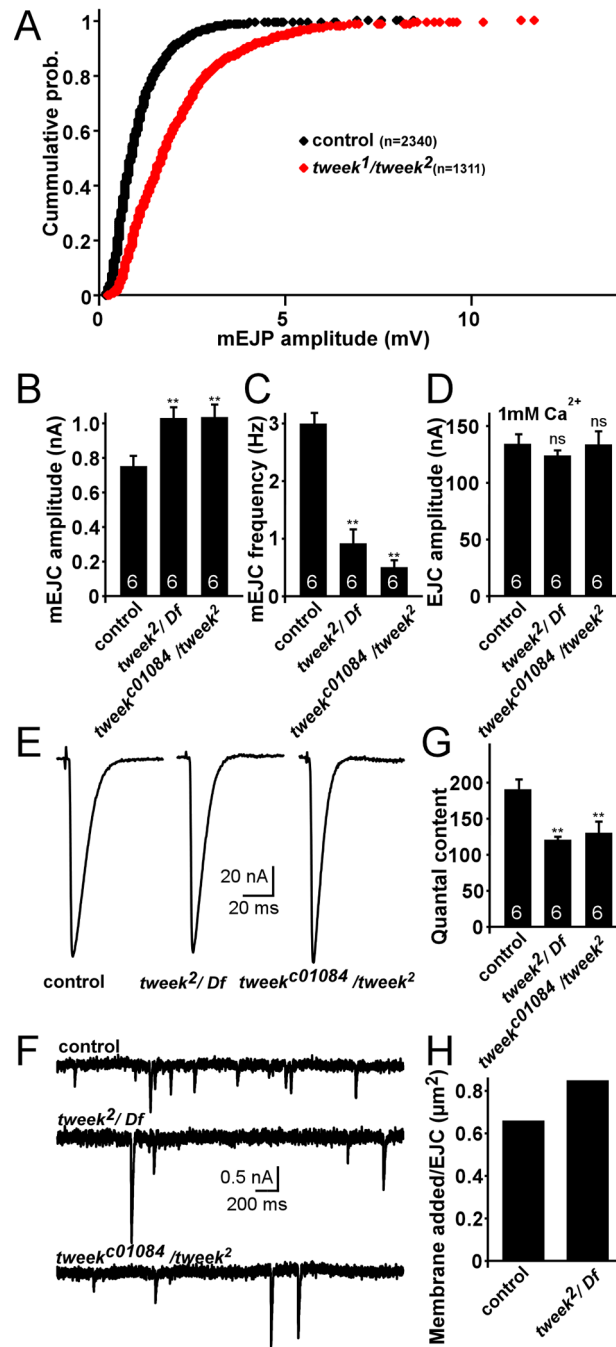 A
Cummulative prob.
1
0.8
0.6
0.4
0.2
0
0
5
10
mEJP amplitude (mV)
control (n=2340)
tweek1/tweek2(n=1311)
B
mEJC amplitude (nA)
1.0
0.8
0.6
0.4
0.2
0
**
**
6
6
6
control
tweek2/ Df
tweekc01084 /tweek2
C
mEJC frequency (Hz)
3
2
1
0
**
**
6
6
6
control
tweek2/ Df
tweekc01084 /tweek2
D
1mM Ca2+
EJC amplitude (nA)
150
100
50
0
ns
ns
6
6
6
control
tweek2/ Df
tweekc01084 /tweek2
E
20 nA
20 ms
control
tweek2/ Df
tweekc01084 /tweek2
G
Quantal content
200
150
100
50
0
**
**
6
6
6
control
tweek2/ Df
tweekc01084 /tweek2
F
control
tweek2/ Df
0.5 nA
200 ms
tweekc01084 /tweek2
H
Membrane added/EJC (µm2)
0.8
0.6
0.4
0.2
0
control
tweek2/ Df